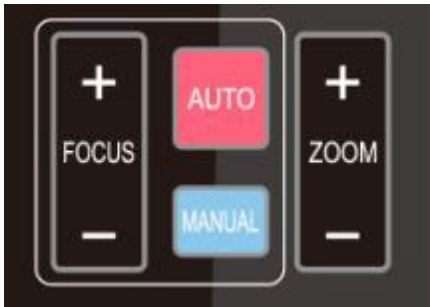 +
FOCUS
–
AUTO
MANUAL
+
ZOOM
–